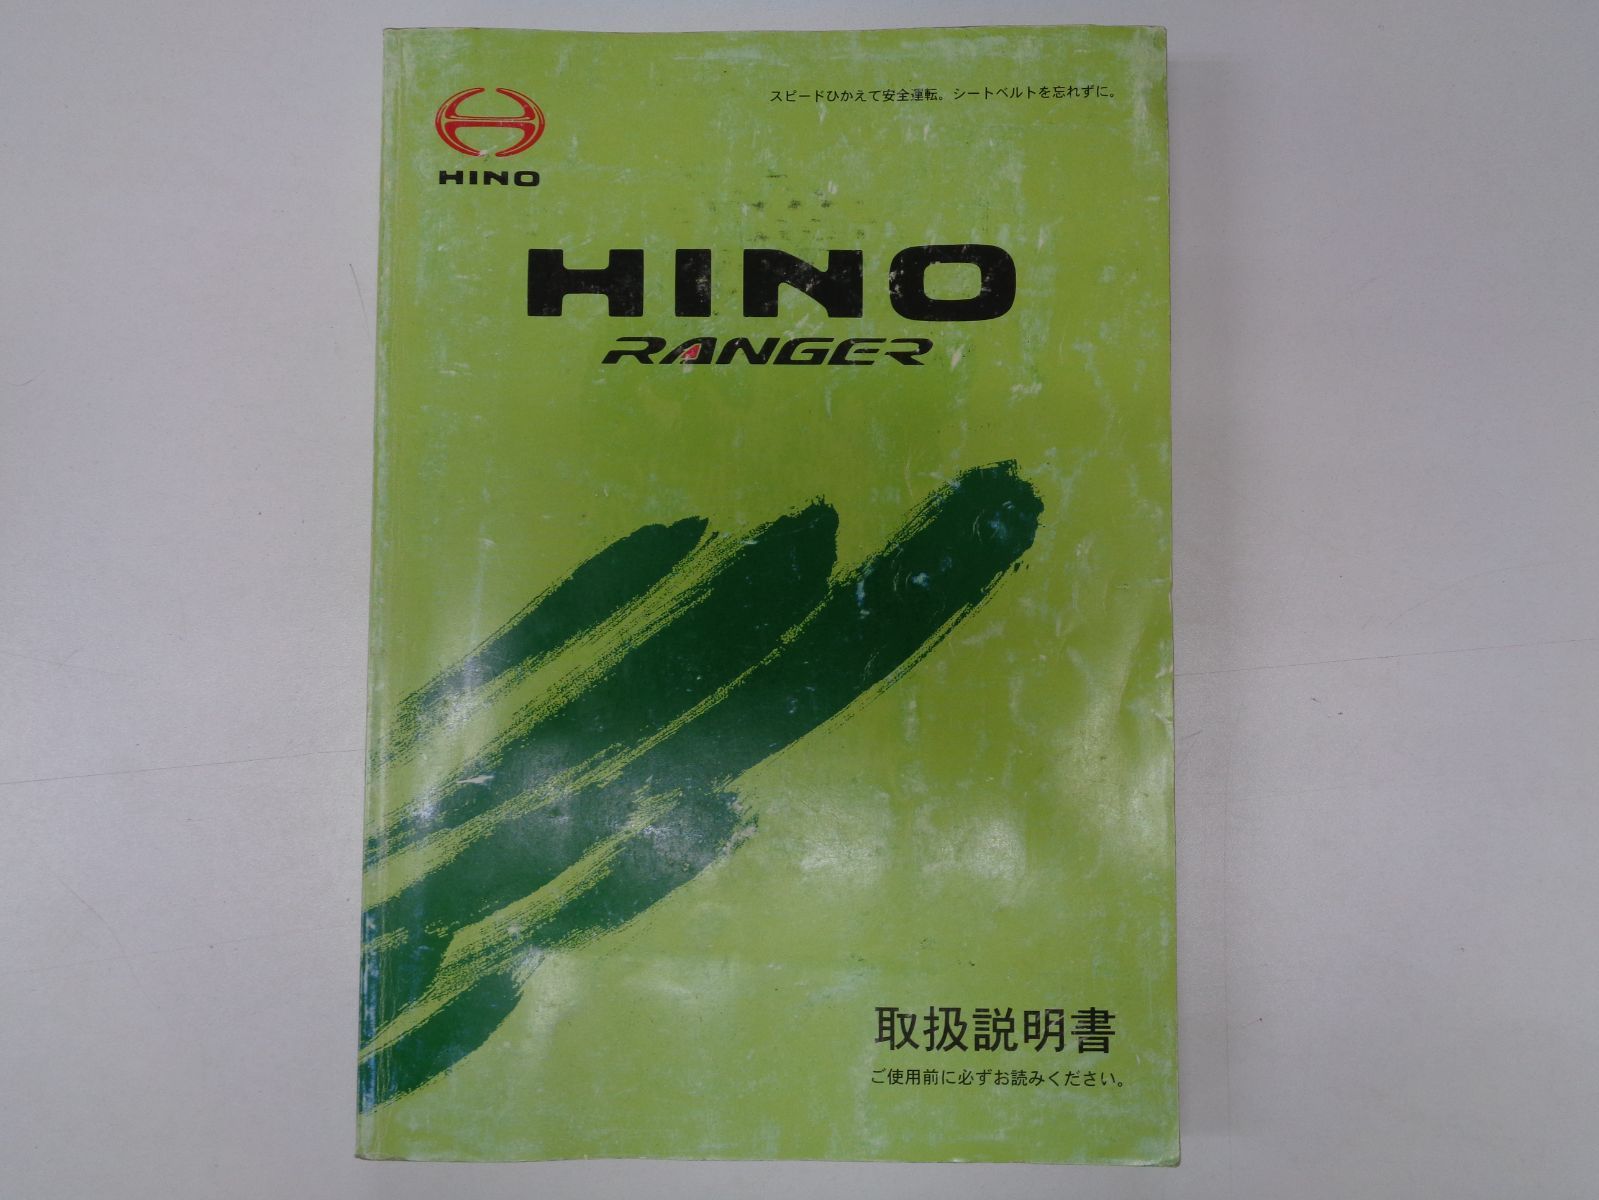 スピードひかえて安全運転。シートベルトを忘れずに。
HINO
HINO
RANGER
取扱説明書
ご使用前に必ずお読みください。